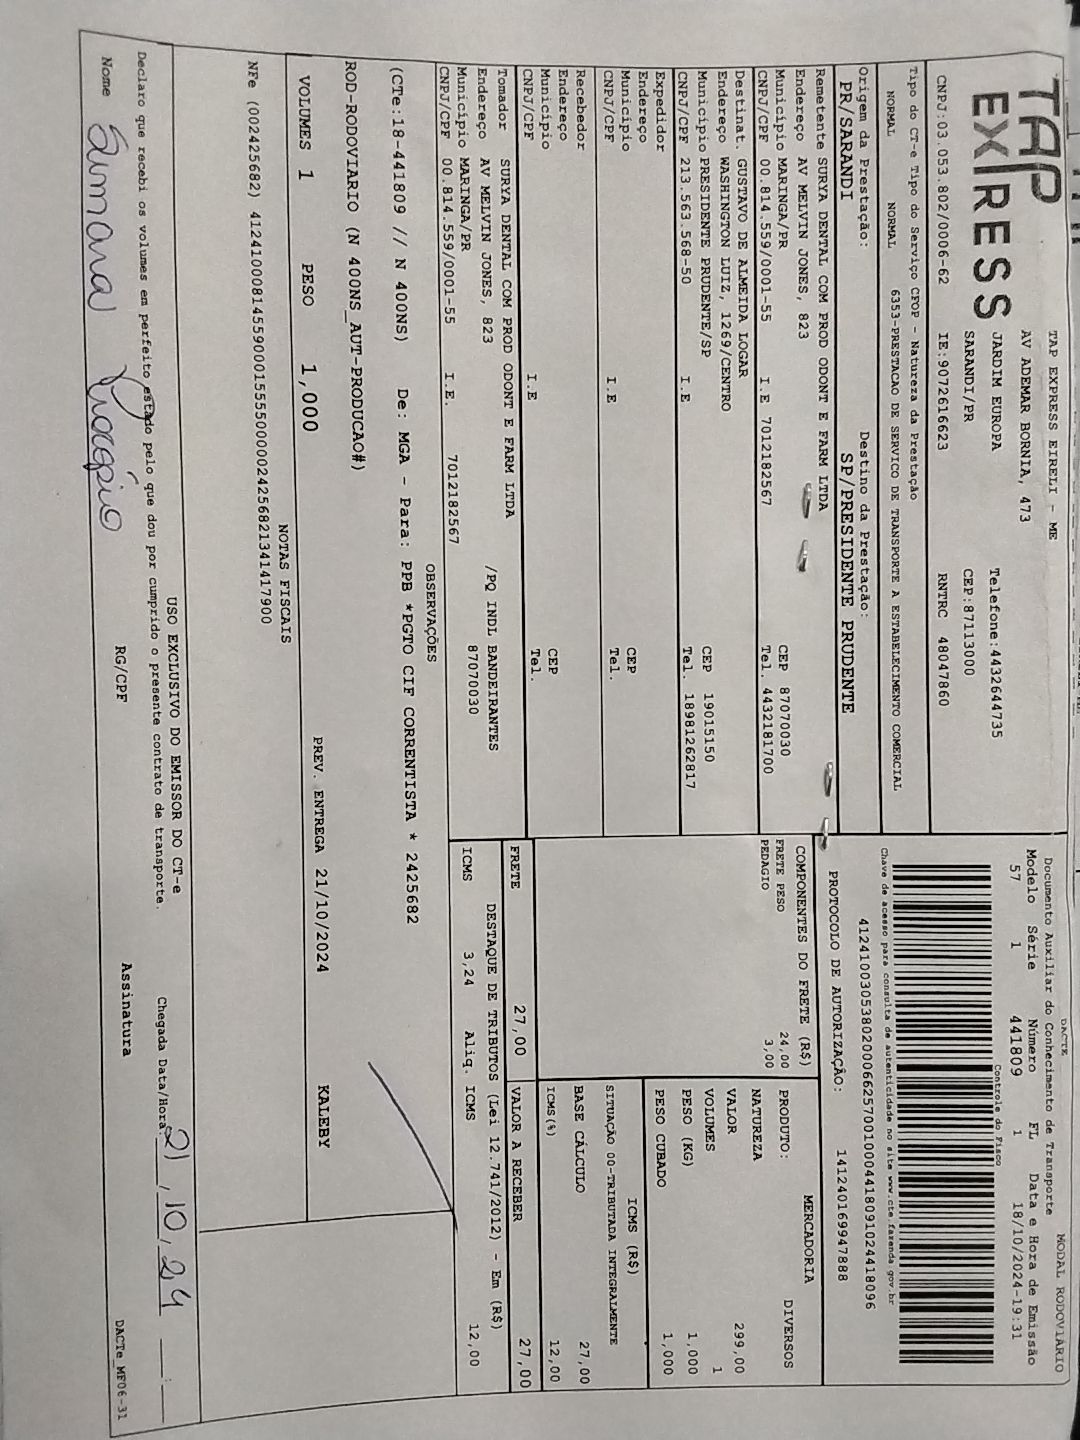 TAP EXPRESS
TAP EXPRESS EIRELI - ME
AV ADEMAR BORNIA, 473
JARDIM EUROPA Telefone:4432644735
SARANDI/PR CEP:87113000
CNPJ:03.053.802/0006-62 IE:9072616623 RNTRC 48047860
DACTE MODAL RODOVIÁRIO
Documento Auxiliar do Conhecimento de Transporte
Modelo Série Número FL Data e Hora de Emissão
57 1 441809 1 18/10/2024-19:31
Controle do Fisco
Chave de acesso para consulta de autenticidade no site www.cte.fazenda.gov.br
41241003053802000662570010004418091024418096
PROTOCOLO DE AUTORIZAÇÃO: 141240169947888
Tipo do CT-e Tipo do Serviço CFOP - Natureza da Prestação
NORMAL NORMAL 6353-PRESTACAO DE SERVICO DE TRANSPORTE A ESTABELECIMENTO COMERCIAL
Origem da Prestação: Destino da Prestação:
PR/SARANDI SP/PRESIDENTE PRUDENTE
Remetente SURYA DENTAL COM PROD ODONT E FARM LTDA
Endereço AV MELVIN JONES, 823
Município MARINGA/PR CEP 87070030
CNPJ/CPF 00.814.559/0001-55 I.E 7012182567 Tel. 4432181700
Destinat. GUSTAVO DE ALMEIDA LOGAR
Endereço WASHINGTON LUIZ, 1269/CENTRO
Município PRESIDENTE PRUDENTE/SP CEP 19015150
CNPJ/CPF 213.563.568-50 I.E Tel. 18981262817
Expedidor
Endereço
Município CEP
CNPJ/CPF I.E Tel.
Recebedor
Endereço
Município CEP
CNPJ/CPF I.E Tel.
Tomador SURYA DENTAL COM PROD ODONT E FARM LTDA
Endereço AV MELVIN JONES, 823 /PQ INDL BANDEIRANTES
Município MARINGA/PR 87070030
CNPJ/CPF 00.814.559/0001-55 I.E. 7012182567
COMPONENTES DO FRETE (R$)
FRETE PESO 24,00
PEDAGIO 3,00
MERCADORIA
PRODUTO: DIVERSOS
NATUREZA
VALOR 299,00
VOLUMES 1
PESO (KG) 1,000
PESO CUBADO 1,000
ICMS (R$)
SITUAÇÃO 00-TRIBUTADA INTEGRALMENTE
BASE CÁLCULO 27,00
ICMS(%) 12,00
FRETE 27,00 VALOR A RECEBER 27,00
DESTAQUE DE TRIBUTOS (Lei 12.741/2012) - Em (R$)
ICMS 3,24 Aliq. ICMS 12,00
OBSERVAÇÕES
(CTe:18-441809 // N 400NS) De: MGA - Para: PPB *PGTO CIF CORRENTISTA * 2425682
ROD-RODOVIARIO (N 400NS_AUT-PRODUCAO#)
VOLUMES 1 PESO 1,000 PREV. ENTREGA 21/10/2024 KALEBY
NOTAS FISCAIS
NFe (002425682) 41241000814559000155550000024256821341417900
USO EXCLUSIVO DO EMISSOR DO CT-e
Declaro que recebi os volumes em perfeito estado pelo que dou por cumprido o presente contrato de transporte. Chegada Data/Hora 21/10/24 __:__
Nome RG/CPF Assinatura
DACTe_MF06-31